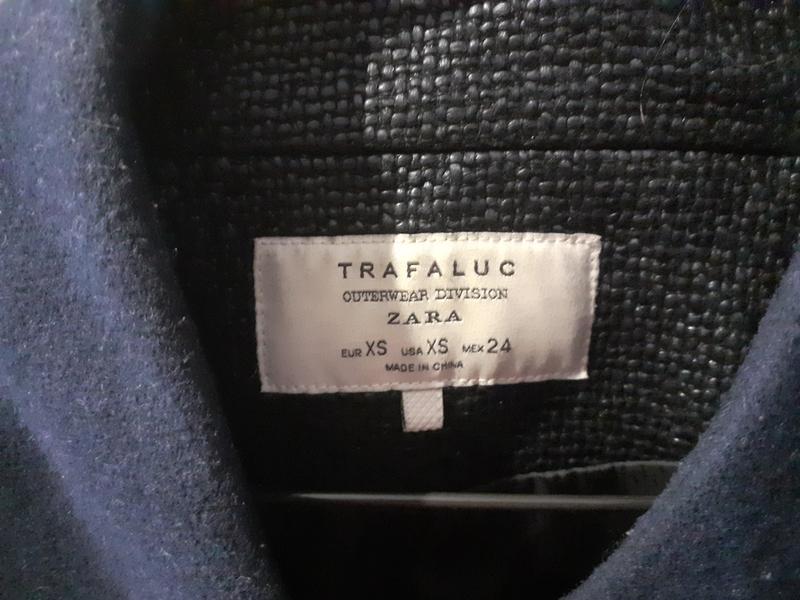 TRAFALUC
OUTERWEAR DIVISION
ZARA
EUR XS USA XS MEX 24
MADE IN CHINA